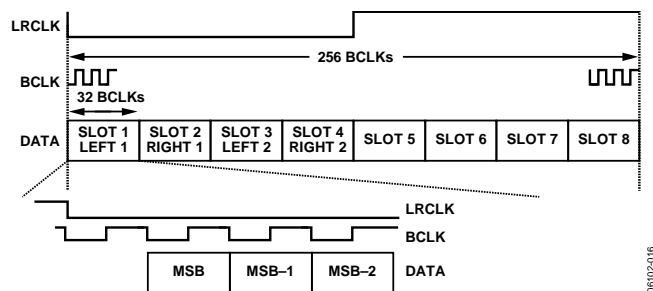 LRCLK
256 BCLKs
BCLK
32 BCLKs
DATA
SLOT 1
LEFT 1
SLOT 2
RIGHT 1
SLOT 3
LEFT 2
SLOT 4
RIGHT 2
SLOT 5
SLOT 6
SLOT 7
SLOT 8
LRCLK
BCLK
MSB
MSB–1
MSB–2
DATA
06102-016